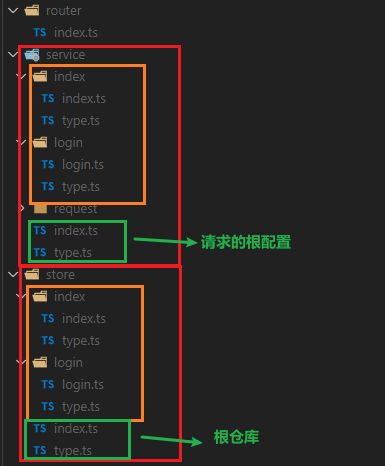 router
TS index.ts
service
index
TS index.ts
TS type.ts
login
TS login.ts
TS type.ts
request
TS index.ts
请求的根配置
TS type.ts
store
index
TS index.ts
TS type.ts
login
TS login.ts
TS type.ts
TS index.ts
根仓库
TS type.ts